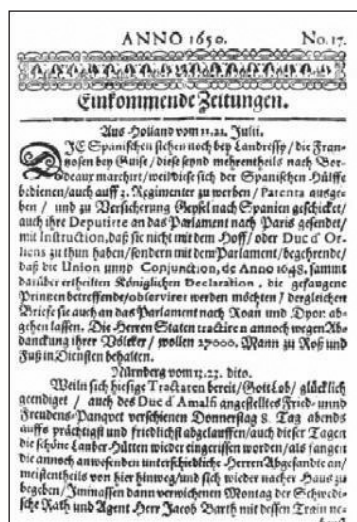 ANNO 1650. No. 17.
Einkommende Zeitungen.
Aus Holland vom 11. 21. Julii.
DIE Spanischen stehen noch bey Landressy / die Fran-
zosen bey Guise / diese seynd mehrentheils nach Bor-
deaux marchirt / weil diese sich der Spanischen Hülffe
bedienen / auch auff 3. Regimenter zu werben / Patenta ausge-
ben / und zu Versicherung Geysel nach Spanien geschicket /
auch ihre Deputirte an das Parlament nach Paris gesendet /
mit Instruction, daß sie nicht mit dem Hoff / oder Duc d' Or-
liens zu thun haben / sondern mit dem Parlament / begehrende /
daß die Union unnd Conjunction, de Anno 1648. sammt
darüber ertheilten Königlichen Declaration, die gefangene
Prinzen betreffende / observiret werden möchten / dergleichen
Briefe sie auch an das Parlament nach Roan und Dyon ab-
gehen lassen. Die Herren Staten tractiren annoch wegen Ab-
danckung ihrer Völcker / wollen 27000. Mann zu Roß und
Fuß in Diensten behalten.
Nürnberg vom 13. 23. dito.
Weiln sich hiesige Tractaten bereit / Gott Lob / glücklich
geendiget / auch des Duc d' Amalfi angestelltes Fried- unnd
Freudens-Panquet verschienen Donnerstag 8. Tag abends
auffs prächtigst und friedlichst abgelauffen / auch dieser Tagen
die schöne Lauber-Hütten wieder eingerissen worden / als fangen
die annoch anwesenden unterschiedliche Herren Abgesandte an /
meistentheils von hier hinweg / und sich wieder nacher Haus zu
begeben / Inmassen dann verwichenen Montag der Schwedi-
sche Rath und Agent Herr Jacob Barth mit dessen Train ne-